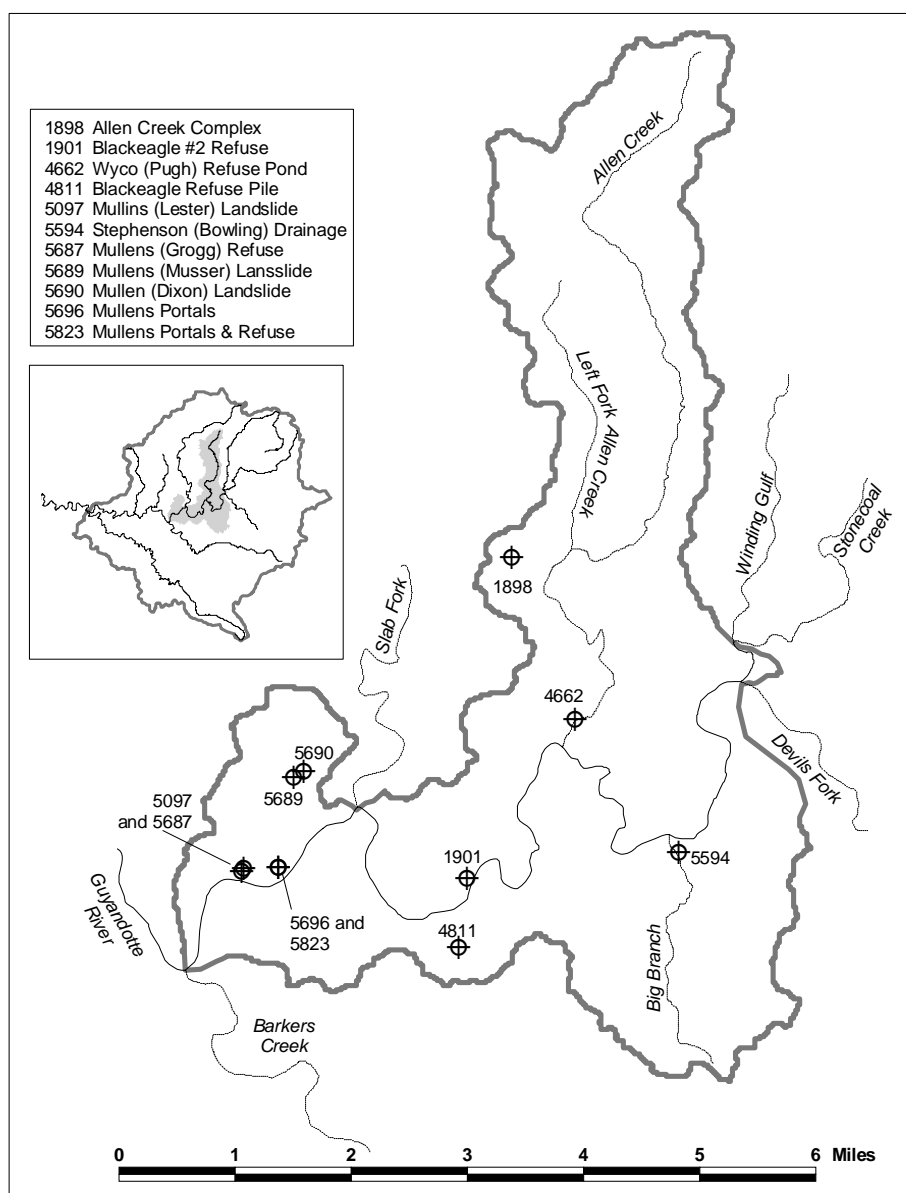 1898 Allen Creek Complex
1901 Blackeagle #2 Refuse
4662 Wyco (Pugh) Refuse Pond
4811 Blackeagle Refuse Pile
5097 Mullins (Lester) Landslide
5594 Stephenson (Bowling) Drainage
5687 Mullens (Grogg) Refuse
5689 Mullens (Musser) Lansslide
5690 Mullen (Dixon) Landslide
5696 Mullens Portals
5823 Mullens Portals & Refuse
Allen Creek
Left Fork Allen Creek
Winding Gulf
Stonecoal
Creek
1898
Slab Fork
4662
5690
5689
Devils Fork
5097
and 5687
1901
5594
Guyandotte
River
5696 and
5823
4811
Big Branch
Barkers
Creek
0 1 2 3 4 5 6 Miles